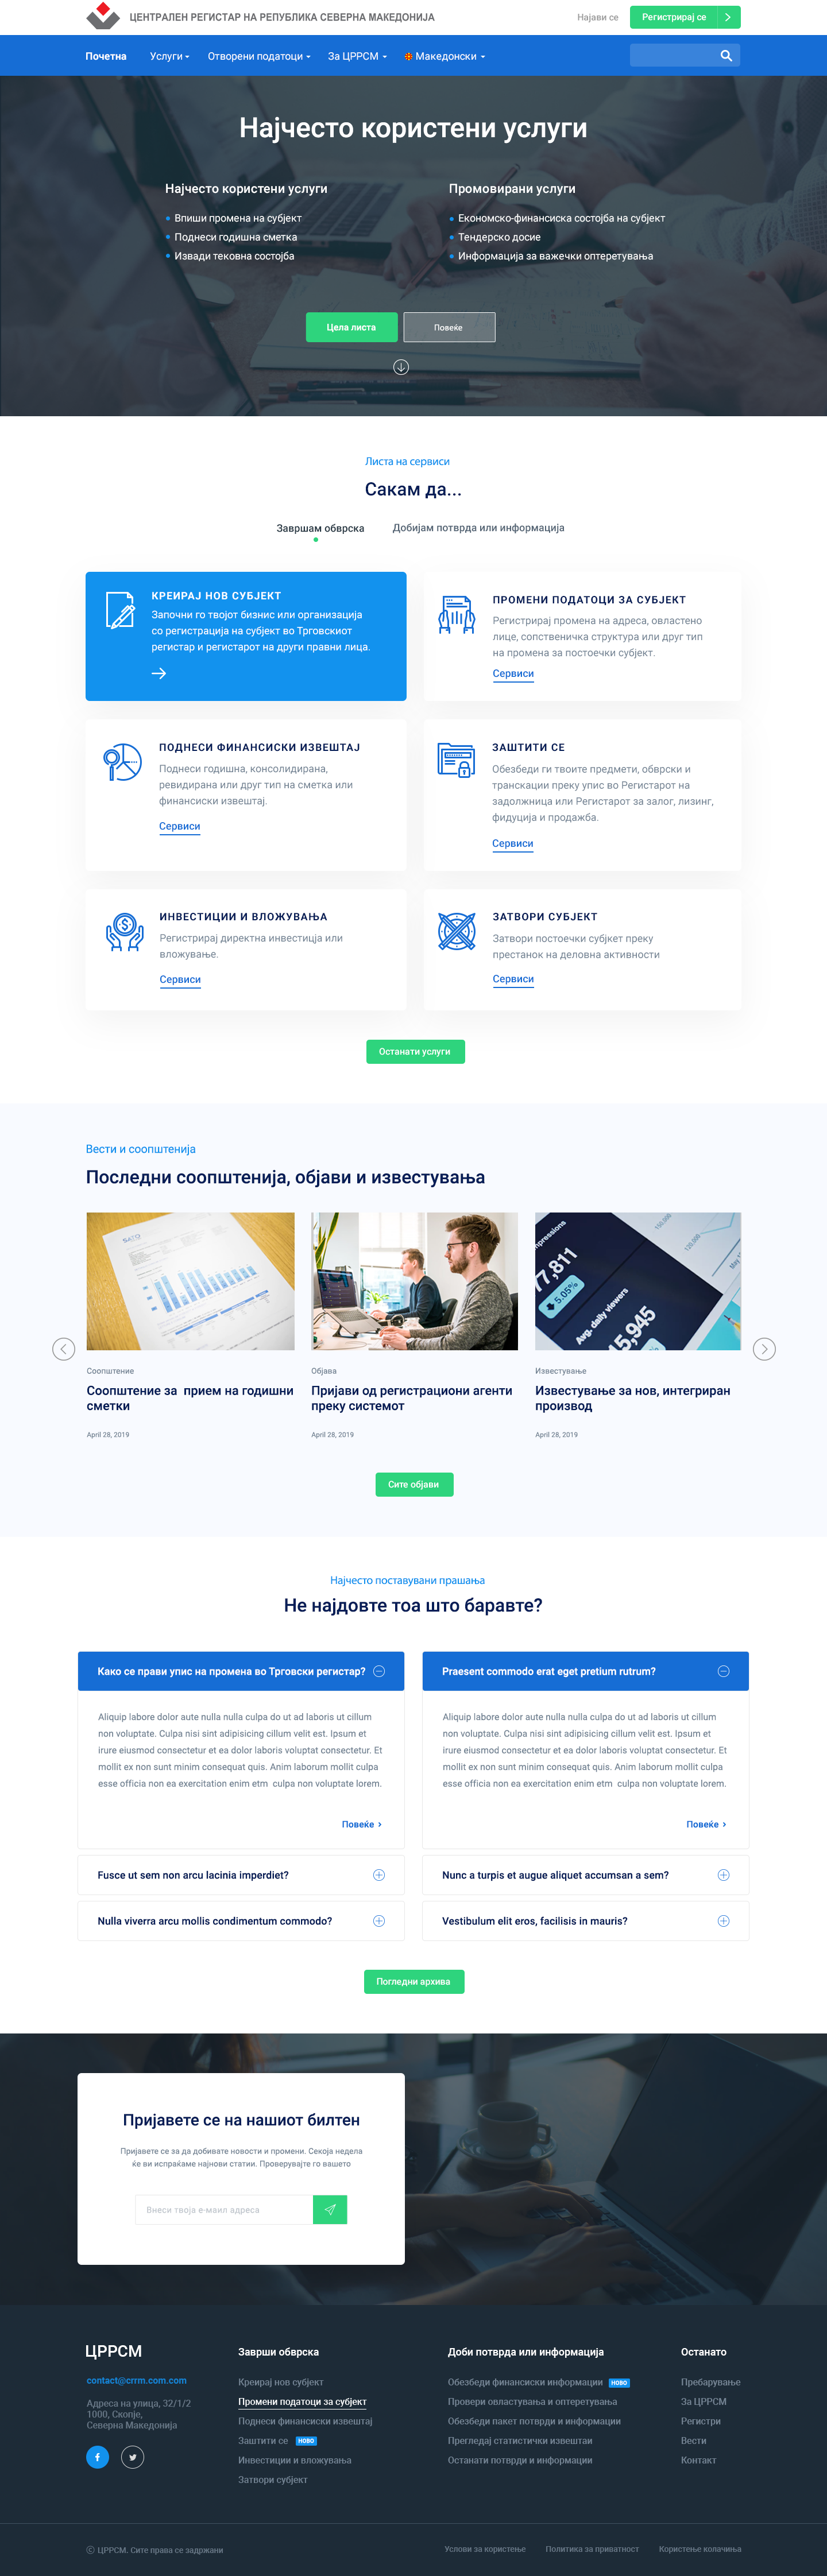 ЦЕНТРАЛЕН РЕГИСТАР НА РЕПУБЛИКА СЕВЕРНА МАКЕДОНИЈА
Најави се
Регистрирај се
Почетна
Услуги
Отворени податоци
За ЦРРСМ
Македонски
Најчесто користени услуги
Најчесто користени услуги
Впиши промена на субјект
Поднеси годишна сметка
Извади тековна состојба
Промовирани услуги
Економско-финансиска состојба на субјект
Тендерско досие
Информација за важечки оптеретувања
Цела листа
Повеќе
Листа на сервиси
Сакам да...
Завршам обврска
Добијам потврда или информација
КРЕИРАЈ НОВ СУБЈЕКТ
Започни го твојот бизнис или организација
со регистрација на субјект во Трговскиот
регистар и регистарот на други правни лица.
ПРОМЕНИ ПОДАТОЦИ ЗА СУБЈЕКТ
Регистрирај промена на адреса, овластено
лице, сопственичка структура или друг тип
на промена за постоечки субјект.
Сервиси
ПОДНЕСИ ФИНАНСИСКИ ИЗВЕШТАЈ
Поднеси годишна, консолидирана,
ревидирана или друг тип на сметка или
финансиски извештај.
Сервиси
ЗАШТИТИ СЕ
Обезбеди ги твоите предмети, обврски и
транскации преку упис во Регистарот на
задолжница или Регистарот за залог, лизинг,
фидуција и продажба.
Сервиси
ИНВЕСТИЦИИ И ВЛОЖУВАЊА
Регистрирај директна инвестиција или
вложување.
Сервиси
ЗАТВОРИ СУБЈЕКТ
Затвори постоечки субјкет преку
престанок на деловна активности
Сервиси
Останати услуги
Вести и соопштенија
Последни соопштенија, објави и известувања
77,811
5.05%
Avg. daily viewers
15,945
Соопштение
Соопштение за  прием на годишни
сметки
April 28, 2019
Објава
Пријави од регистрациони агенти
преку системот
April 28, 2019
Известување
Известување за нов, интегриран
производ
April 28, 2019
Сите објави
Најчесто поставувани прашања
Не најдовте тоа што баравте?
Како се прави упис на промена во Трговски регистар?
Aliquip labore dolor aute nulla nulla culpa do ut ad laboris ut cillum
non voluptate. Culpa nisi sint adipisicing cillum velit est. Ipsum et
irure eiusmod consectetur et ea dolor laboris voluptat consectetur. Et
mollit ex non sunt minim consequat quis. Anim laborum mollit culpa
esse officia non ea exercitation enim etm  culpa non voluptate lorem.
Повеќе
Fusce ut sem non arcu lacinia imperdiet?
Nulla viverra arcu mollis condimentum commodo?
Praesent commodo erat eget pretium rutrum?
Aliquip labore dolor aute nulla nulla culpa do ut ad laboris ut cillum
non voluptate. Culpa nisi sint adipisicing cillum velit est. Ipsum et
irure eiusmod consectetur et ea dolor laboris voluptat consectetur. Et
mollit ex non sunt minim consequat quis. Anim laborum mollit culpa
esse officia non ea exercitation enim etm  culpa non voluptate lorem.
Повеќе
Nunc a turpis et augue aliquet accumsan a sem?
Vestibulum elit eros, facilisis in mauris?
Погледни архива
Пријавете се на нашиот билтен
Пријавете се за да добивате новости и промени. Секоја недела
ќе ви испраќаме најнови статии. Проверувајте го вашето
Внеси твоја е-маил адреса
ЦРРСМ
contact@crrm.com.com
Адреса на улица, 32/1/2
1000, Скопје,
Северна Македонија
Заврши обврска
Креирај нов субјект
Промени податоци за субјект
Поднеси финансиски извештај
Заштити се НОВО
Инвестиции и вложувања
Затвори субјект
Доби потврда или информација
Обезбеди финансиски информации НОВО
Провери овластувања и оптеретувања
Обезбеди пакет потврди и информации
Прегледај статистички извештаи
Останати потврди и информации
Останато
Пребарување
За ЦРРСМ
Регистри
Вести
Контакт
© ЦРРСМ. Сите права се задржани
Услови за користење
Политика за приватност
Користење колачиња